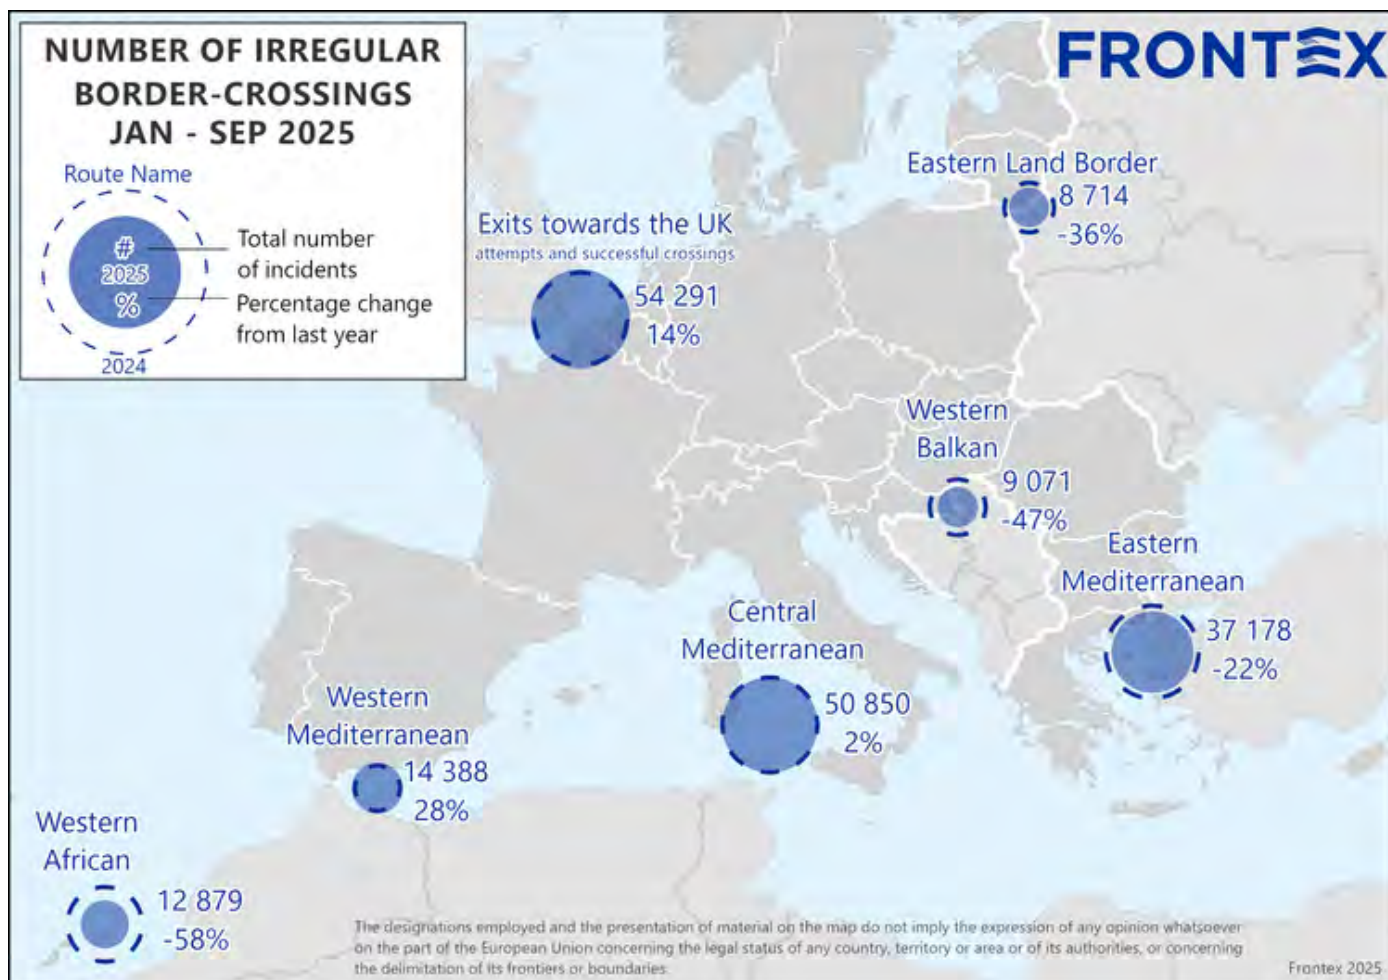 NUMBER OF IRREGULAR
BORDER-CROSSINGS
JAN - SEP 2025
Route Name
#
2025
%
Total number
of incidents
Percentage change
from last year
2024
FRONTEX
Eastern Land Border
8 714
-36%
Exits towards the UK
attempts and successful crossings
54 291
14%
Western
Balkan
9 071
-47%
Eastern
Mediterranean
37 178
-22%
Central
Mediterranean
50 850
2%
Western
Mediterranean
14 388
28%
Western
African
12 879
-58%
The designations employed and the presentation of material on the map do not imply the expression of any opinion whatsoever
on the part of the European Union concerning the legal status of any country, territory or area or of its authorities, or concerning
the delimitation of its frontiers or boundaries.
Frontex 2025